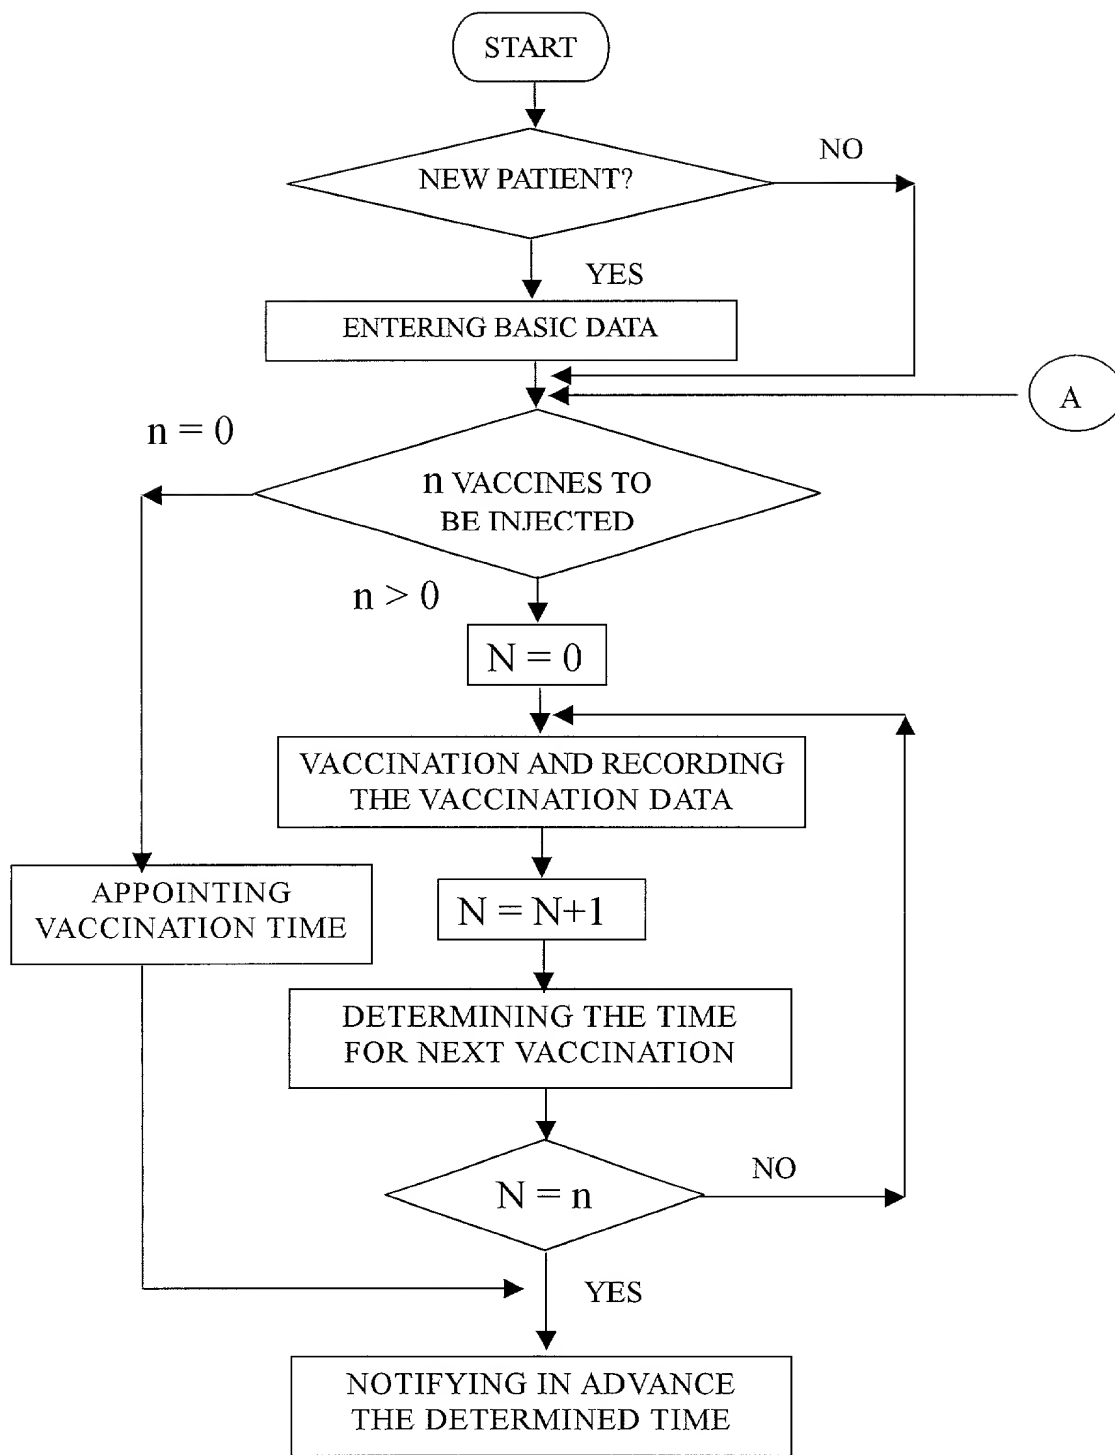 START
NEW PATIENT?
NO
YES
ENTERING BASIC DATA
A
n = 0
n VACCINES TO
BE INJECTED
n > 0
N = 0
VACCINATION AND RECORDING
THE VACCINATION DATA
APPOINTING
VACCINATION TIME
N = N+1
DETERMINING THE TIME
FOR NEXT VACCINATION
N = n
NO
YES
NOTIFYING IN ADVANCE
THE DETERMINED TIME